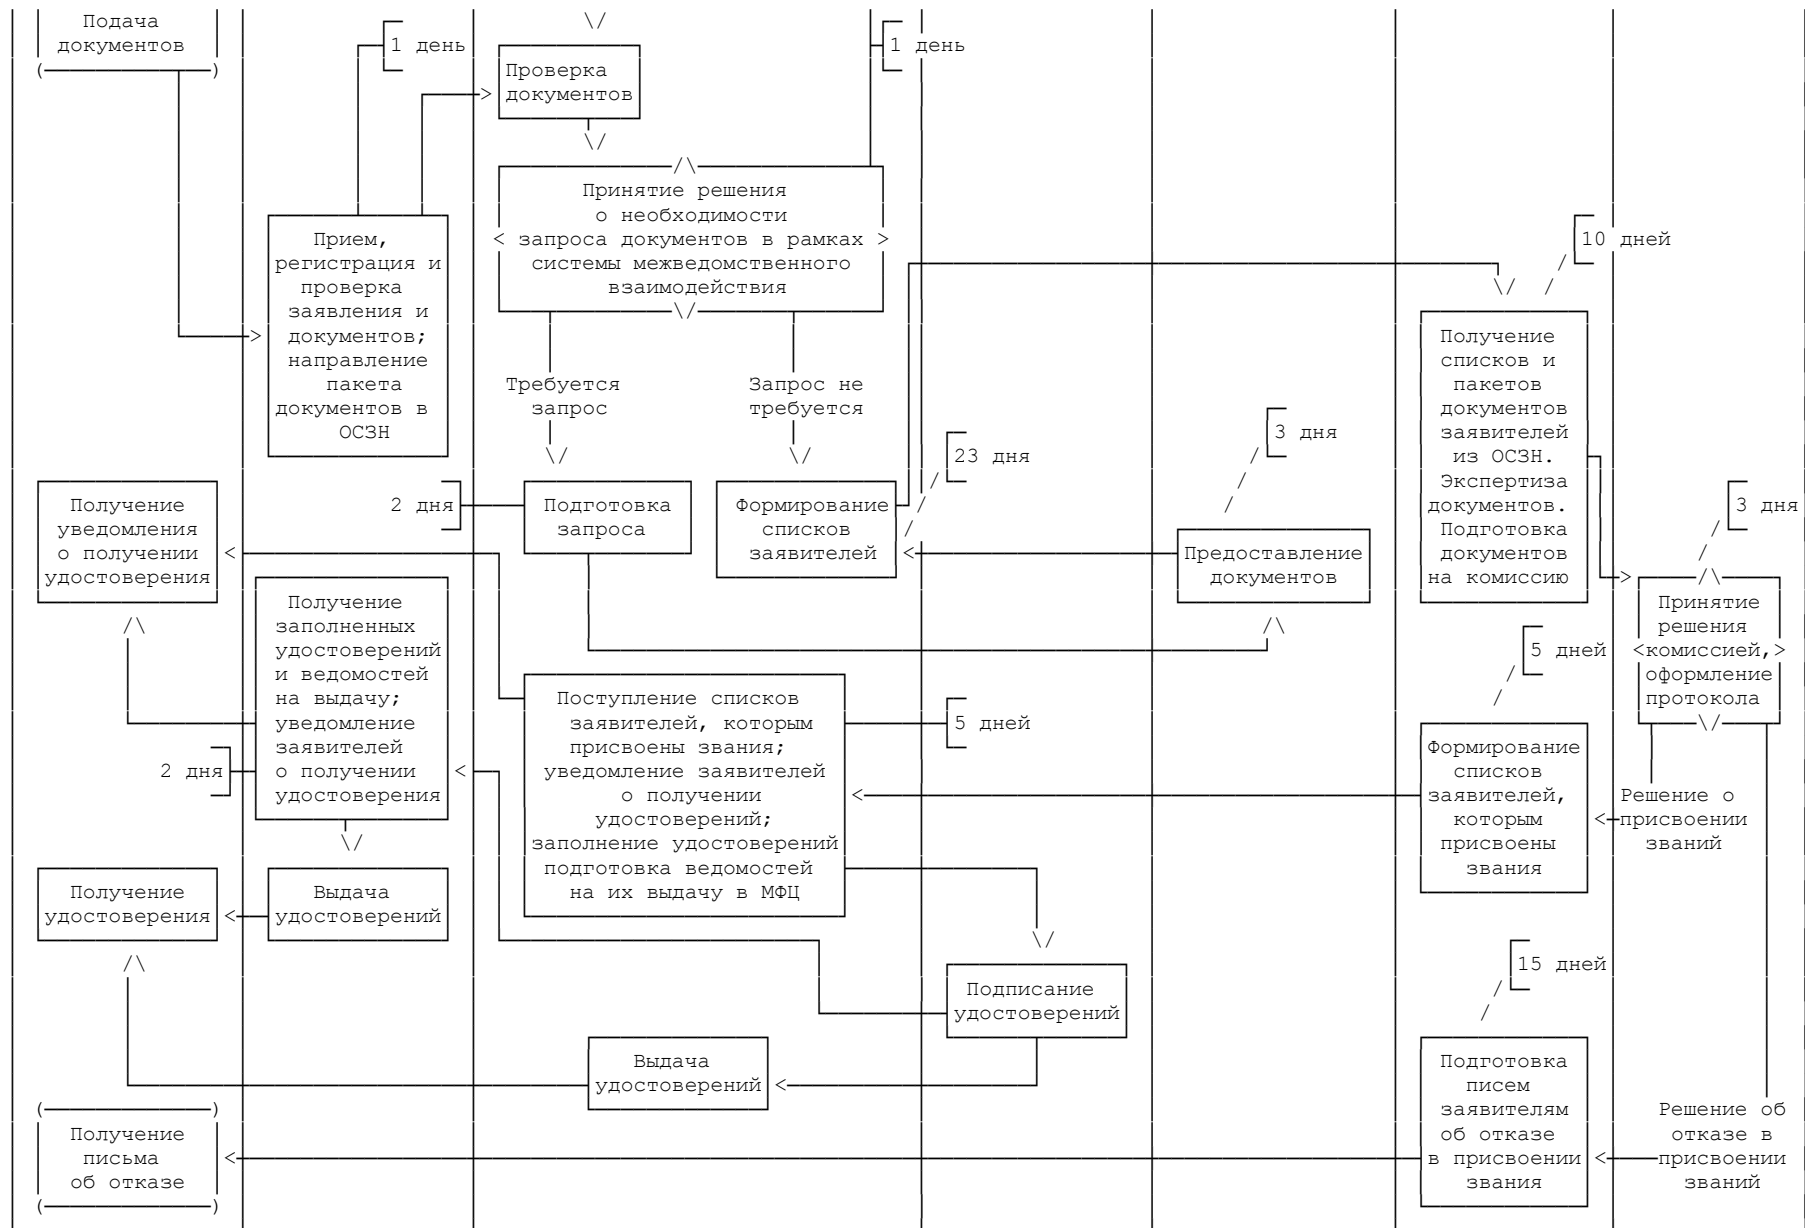 Подача
документов
1 день
1 день
Проверка
документов
Принятие решения
о необходимости
запроса документов в рамках
системы межведомственного
взаимодействия
Прием,
регистрация и
проверка
заявления и
документов;
направление
пакета
документов в
ОСЗН
10 дней
Требуется
запрос
Запрос не
требуется
Получение
списков и
пакетов
документов
заявителей
из ОСЗН.
Экспертиза
документов.
Подготовка
документов
на комиссию
3 дня
23 дня
Получение
уведомления
о получении
удостоверения
2 дня
Подготовка
запроса
Формирование
списков
заявителей
Предоставление
документов
3 дня
Принятие
решения
комиссией,
оформление
протокола
Получение
заполненных
удостоверений
и ведомостей
на выдачу;
уведомление
заявителей
о получении
удостоверения
5 дней
Поступление списков
заявителей, которым
присвоены звания;
уведомление заявителей
о получении
удостоверений;
заполнение удостоверений
подготовка ведомостей
на их выдачу в МФЦ
5 дней
2 дня
Формирование
списков
заявителей,
которым
присвоены
звания
Решение о
присвоении
званий
Получение
удостоверения
Выдача
удостоверений
15 дней
Подписание
удостоверений
Выдача
удостоверений
Подготовка
писем
заявителям
об отказе
в присвоении
звания
Решение об
отказе в
присвоении
званий
Получение
письма
об отказе